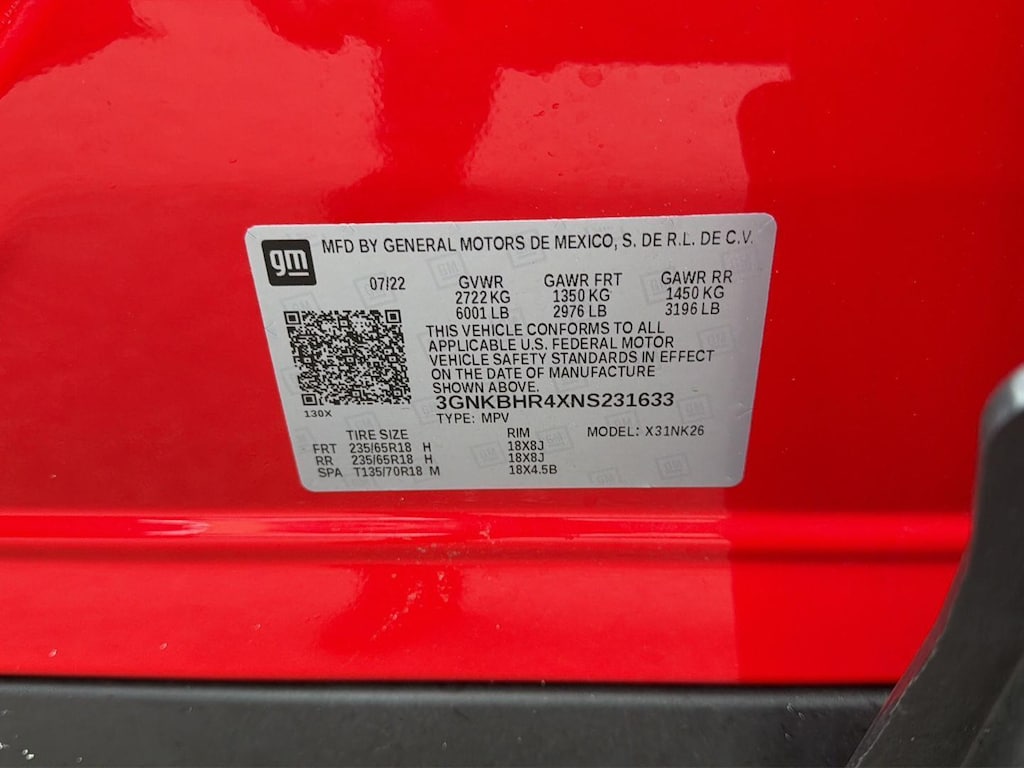 gm
MFD BY GENERAL MOTORS DE MEXICO, S. DE R.L. DE C.V.
07/22 GVWR GAWR FRT GAWR RR
2722 KG 1350 KG 1450 KG
6001 LB 2976 LB 3196 LB
THIS VEHICLE CONFORMS TO ALL
APPLICABLE U.S. FEDERAL MOTOR
VEHICLE SAFETY STANDARDS IN EFFECT
ON THE DATE OF MANUFACTURE
SHOWN ABOVE.
3GNKBHR4XNS231633
130X
TYPE: MPV
TIRE SIZE RIM MODEL: X31NK26
FRT 235/65R18 H 18X8J
RR 235/65R18 H 18X8J
SPA T135/70R18 M 18X4.5B